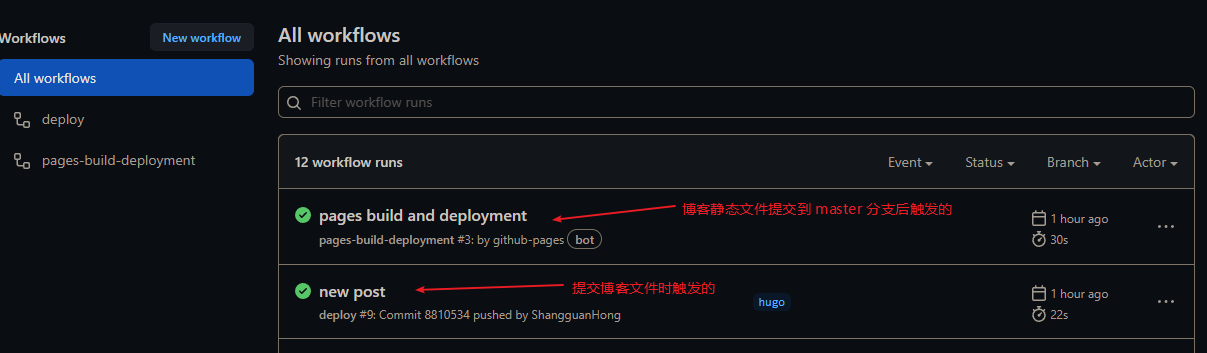 Workflows
New workflow
All workflows
deploy
pages-build-deployment
All workflows
Showing runs from all workflows
Filter workflow runs
12 workflow runs Event Status Branch Actor
pages build and deployment
博客静态文件提交到 master 分支后触发的
1 hour ago
pages-build-deployment #3: by github-pages bot
30s
new post
提交博客文件时触发的
hugo
1 hour ago
deploy #9: Commit 8810534 pushed by ShangguanHong
22s